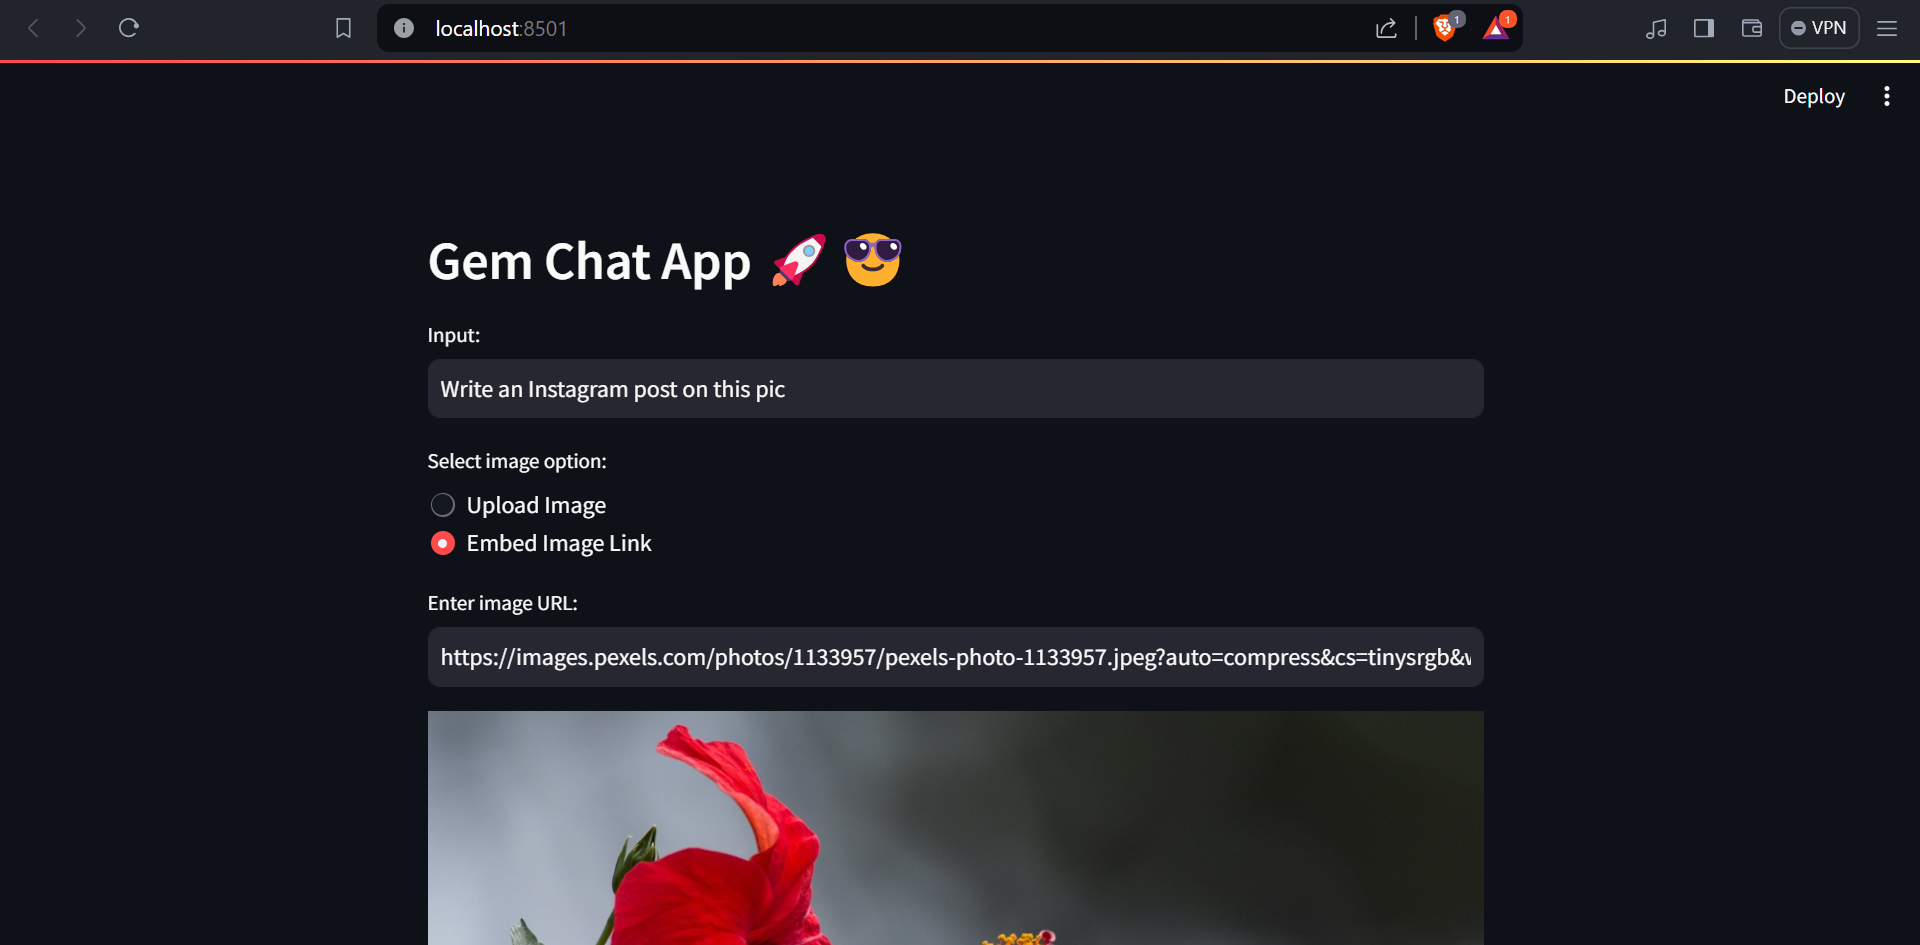 localhost:8501
1
1
VPN
Deploy
Gem Chat App 🚀 😎
Input:
Write an Instagram post on this pic
Select image option:
Upload Image
Embed Image Link
Enter image URL:
https://images.pexels.com/photos/1133957/pexels-photo-1133957.jpeg?auto=compress&cs=tinysrgb&